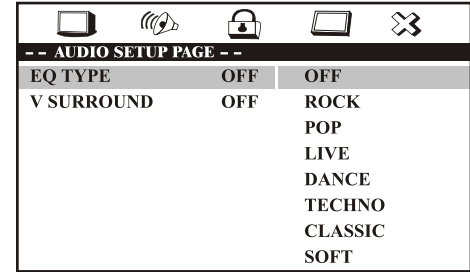 -- AUDIO SETUP PAGE --
EQ TYPE OFF OFF
V SURROUND OFF ROCK
POP
LIVE
DANCE
TECHNO
CLASSIC
SOFT